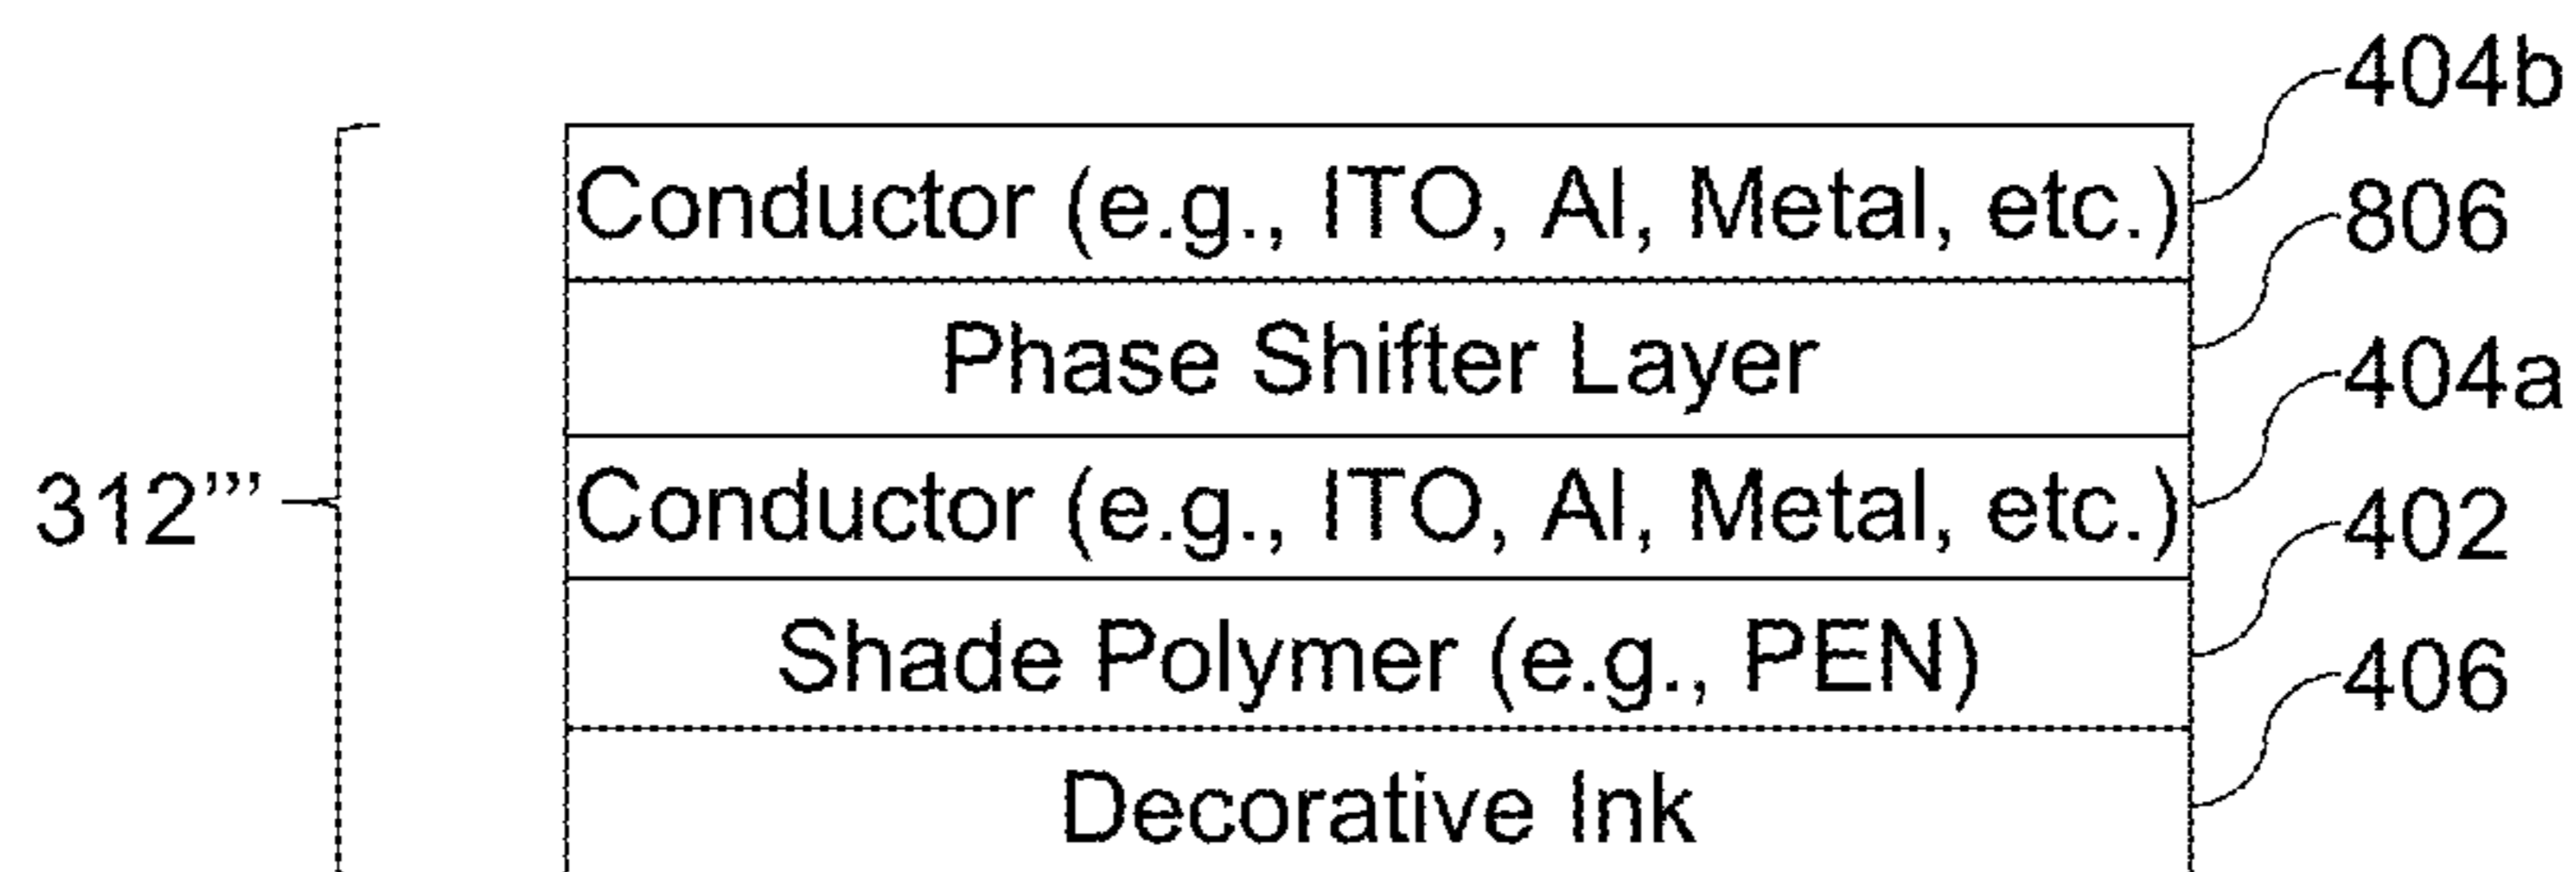 404b
Conductor (e.g., ITO, Al, Metal, etc.)
806
Phase Shifter Layer
404a
312”’
Conductor (e.g., ITO, Al, Metal, etc.)
402
Shade Polymer (e.g., PEN)
406
Decorative Ink